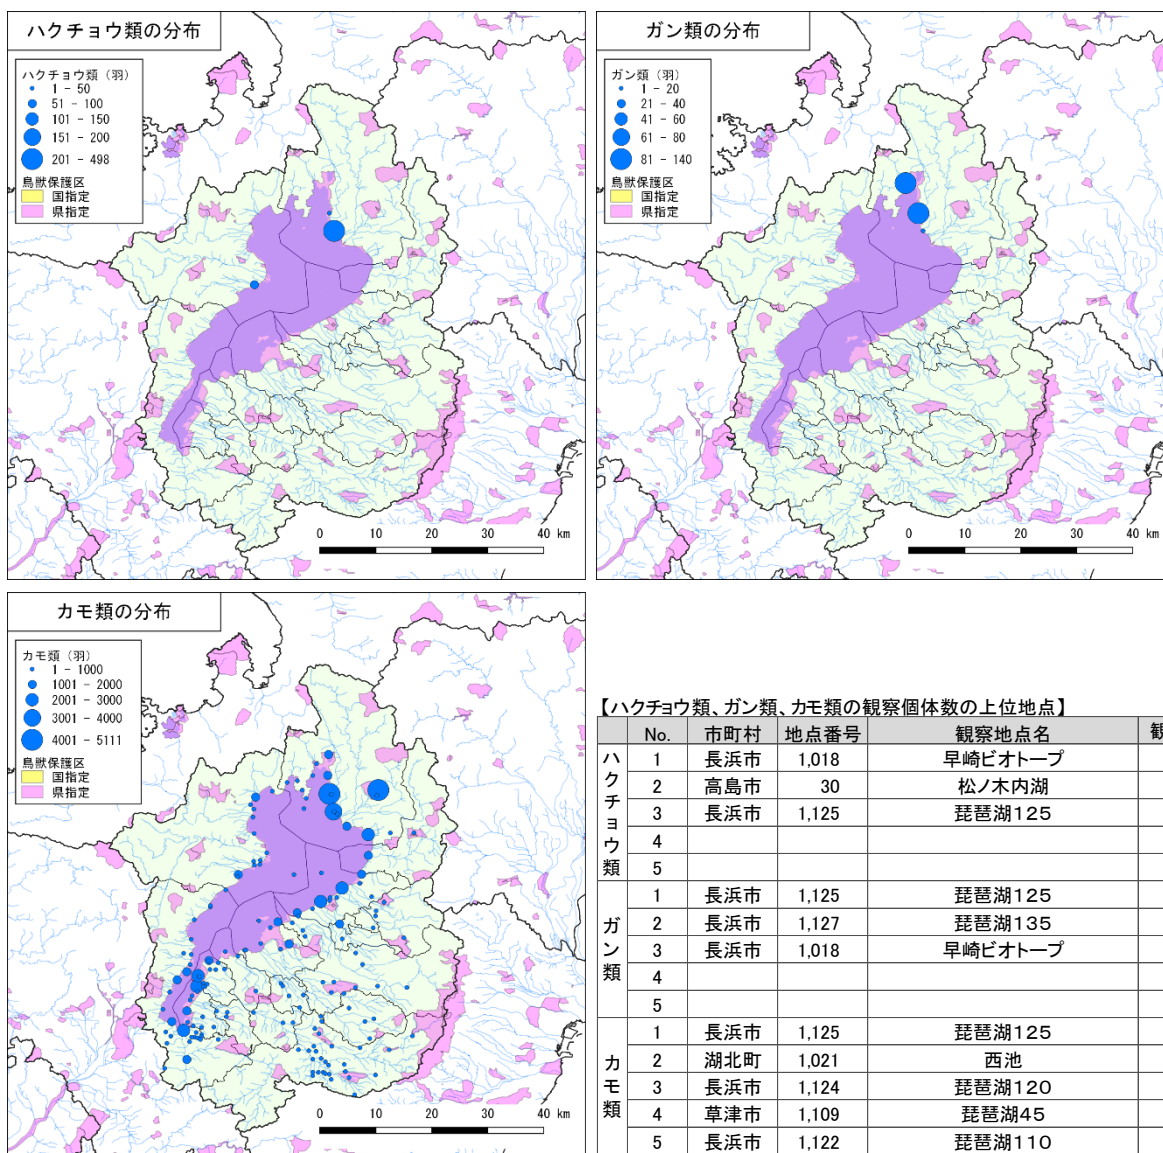 ハクチョウ類の分布
ハクチョウ類（羽）
1 - 50
51 - 100
101 - 150
151 - 200
201 - 498
鳥獣保護区
国指定
県指定
0 10 20 30 40 km
ガン類の分布
ガン類（羽）
1 - 20
21 - 40
41 - 60
61 - 80
81 - 140
鳥獣保護区
国指定
県指定
0 10 20 30 40 km
カモ類の分布
カモ類（羽）
1 - 1000
1001 - 2000
2001 - 3000
3001 - 4000
4001 - 5111
鳥獣保護区
国指定
県指定
0 10 20 30 40 km
【ハクチョウ類、ガン類、カモ類の観察個体数の上位地点】
No. 市町村 地点番号 観察地点名 観
ハクチョウ類
1 長浜市 1,018 早崎ビオトープ
2 高島市 30 松ノ木内湖
3 長浜市 1,125 琵琶湖125
4
5
ガン類
1 長浜市 1,125 琵琶湖125
2 長浜市 1,127 琵琶湖135
3 長浜市 1,018 早崎ビオトープ
4
5
カモ類
1 長浜市 1,125 琵琶湖125
2 湖北町 1,021 西池
3 長浜市 1,124 琵琶湖120
4 草津市 1,109 琵琶湖45
5 長浜市 1,122 琵琶湖110